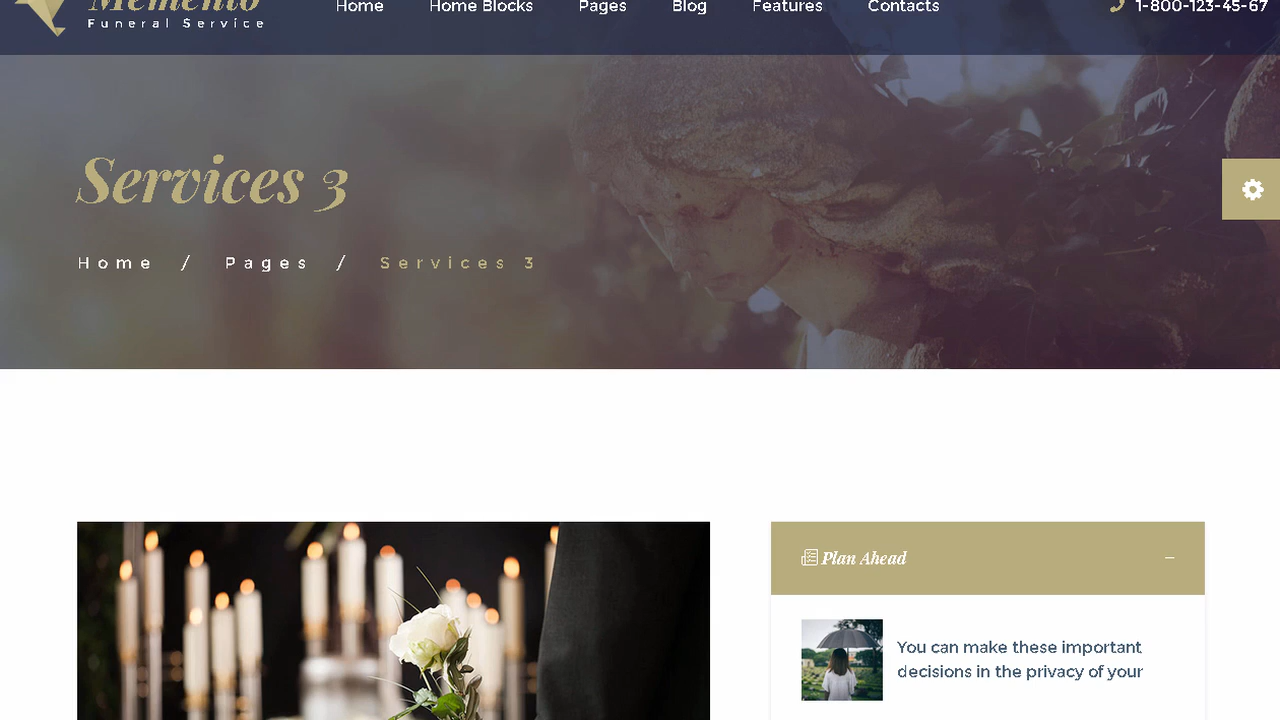 Memento
Funeral Service
Home
Home Blocks
Pages
Blog
Features
Contacts
1-800-123-45-67
Services 3
Home / Pages / Services 3
Plan Ahead
You can make these important
decisions in the privacy of your